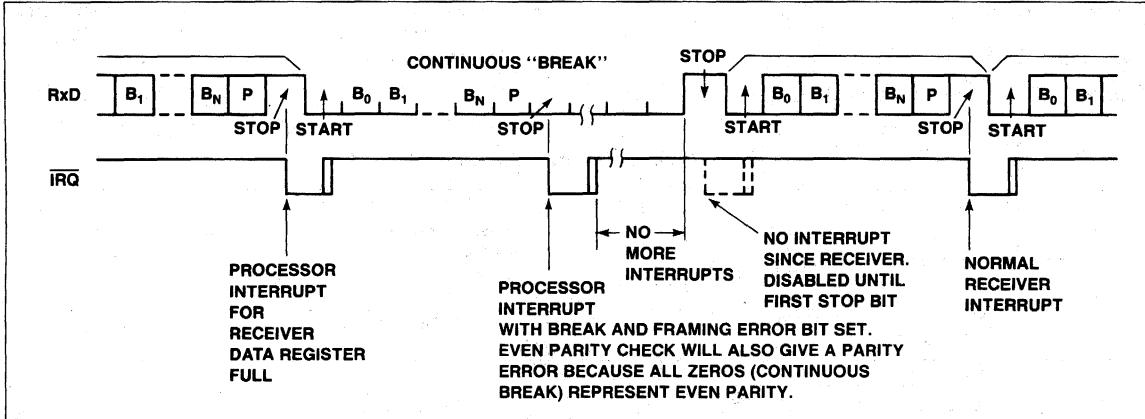 CONTINUOUS "BREAK"
STOP
RxD
B1
BN
P
B0
B1
BN
P
B0
B1
BN
P
B0
B1
STOP
START
STOP
START
STOP
START
IRQ
NO
MORE
INTERRUPTS
NO INTERRUPT
SINCE RECEIVER.
DISABLED UNTIL
FIRST STOP BIT
NORMAL
RECEIVER
INTERRUPT
PROCESSOR
INTERRUPT
FOR
RECEIVER
DATA REGISTER
FULL
PROCESSOR
INTERRUPT
WITH BREAK AND FRAMING ERROR BIT SET.
EVEN PARITY CHECK WILL ALSO GIVE A PARITY
ERROR BECAUSE ALL ZEROS (CONTINUOUS
BREAK) REPRESENT EVEN PARITY.